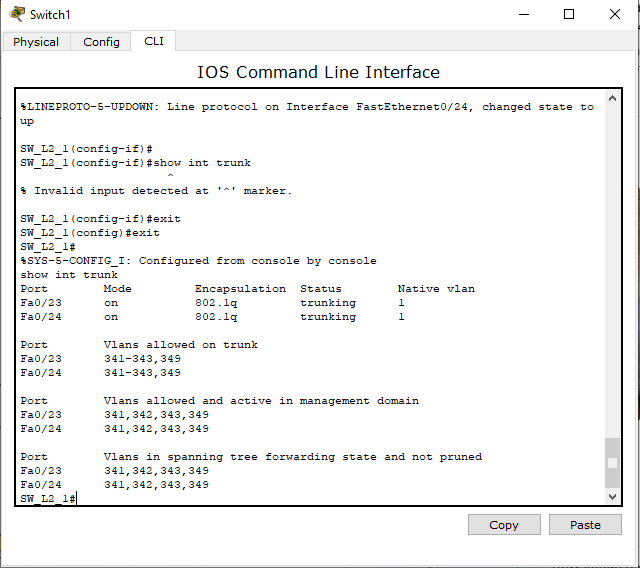 Switch1
Physical Config CLI
IOS Command Line Interface
%LINEPROTO-5-UPDOWN: Line protocol on Interface FastEthernet0/24, changed state to
up
SW_L2_1(config-if)#
SW_L2_1(config-if)#show int trunk
^
% Invalid input detected at '^' marker.
SW_L2_1(config-if)#exit
SW_L2_1(config)#exit
SW_L2_1#
%SYS-5-CONFIG_I: Configured from console by console
show int trunk
Port Mode Encapsulation Status Native vlan
Fa0/23 on 802.1q trunking 1
Fa0/24 on 802.1q trunking 1
Port Vlans allowed on trunk
Fa0/23 341-343,349
Fa0/24 341-343,349
Port Vlans allowed and active in management domain
Fa0/23 341,342,343,349
Fa0/24 341,342,343,349
Port Vlans in spanning tree forwarding state and not pruned
Fa0/23 341,342,343,349
Fa0/24 341,342,343,349
SW_L2_1#
Copy Paste